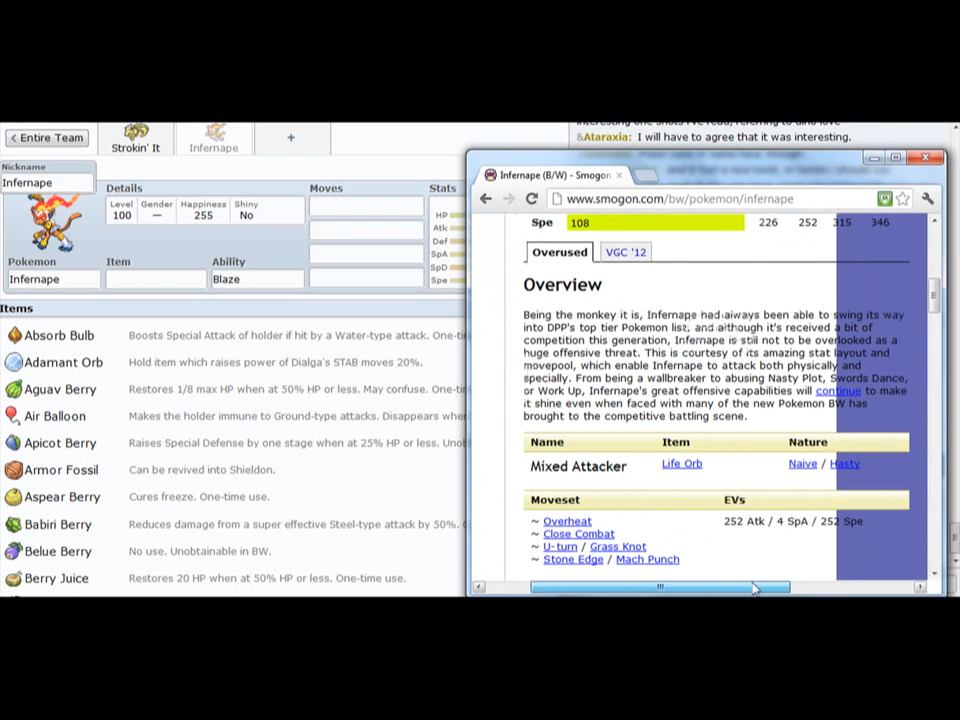 interesting one shots I've read, referring to dino love
&Ataraxia: I will have to agree that it was interesting.
< Entire Team
Strokin' It
Infernape
+
Nickname
Infernape
Details
Moves
Stats
Level
100
Gender
—
Happiness
255
Shiny
No
HP
Atk
Def
SpA
SpD
Spe
Pokemon
Infernape
Item
Ability
Blaze
Items
Absorb Bulb Boosts Special Attack of holder if hit by a Water-type attack. One-ti
Adamant Orb Hold item which raises power of Dialga's STAB moves 20%.
Aguav Berry Restores 1/8 max HP when at 50% HP or less. May confuse. One-ti
Air Balloon Makes the holder immune to Ground-type attacks. Disappears whe
Apicot Berry Raises Special Defense by one stage when at 25% HP or less. Unob
Armor Fossil Can be revived into Shieldon.
Aspear Berry Cures freeze. One-time use.
Babiri Berry Reduces damage from a super effective Steel-type attack by 50%.
Belue Berry No use. Unobtainable in BW.
Berry Juice Restores 20 HP when at 50% HP or less. One-time use.
Infernape (B/W) - Smogon
www.smogon.com/bw/pokemon/infernape
Spe 108 226 252 315 346
Overused VGC '12
Overview
Being the monkey it is, Infernape had always been able to swing its way
into DPP's top tier Pokemon list, and although it's received a bit of
competition this generation, Infernape is still not to be overlooked as a
huge offensive threat. This is courtesy of its amazing stat layout and
movepool, which enable Infernape to attack both physically and
specially. From being a wallbreaker to abusing Nasty Plot, Swords Dance,
or Work Up, Infernape's great offensive capabilities will continue to make
it shine even when faced with many of the new Pokemon BW has
brought to the competitive battling scene.
Name Item Nature
Mixed Attacker Life Orb Naive / Hasty
Moveset EVs
~ Overheat 252 Atk / 4 SpA / 252 Spe
~ Close Combat
~ U-turn / Grass Knot
~ Stone Edge / Mach Punch